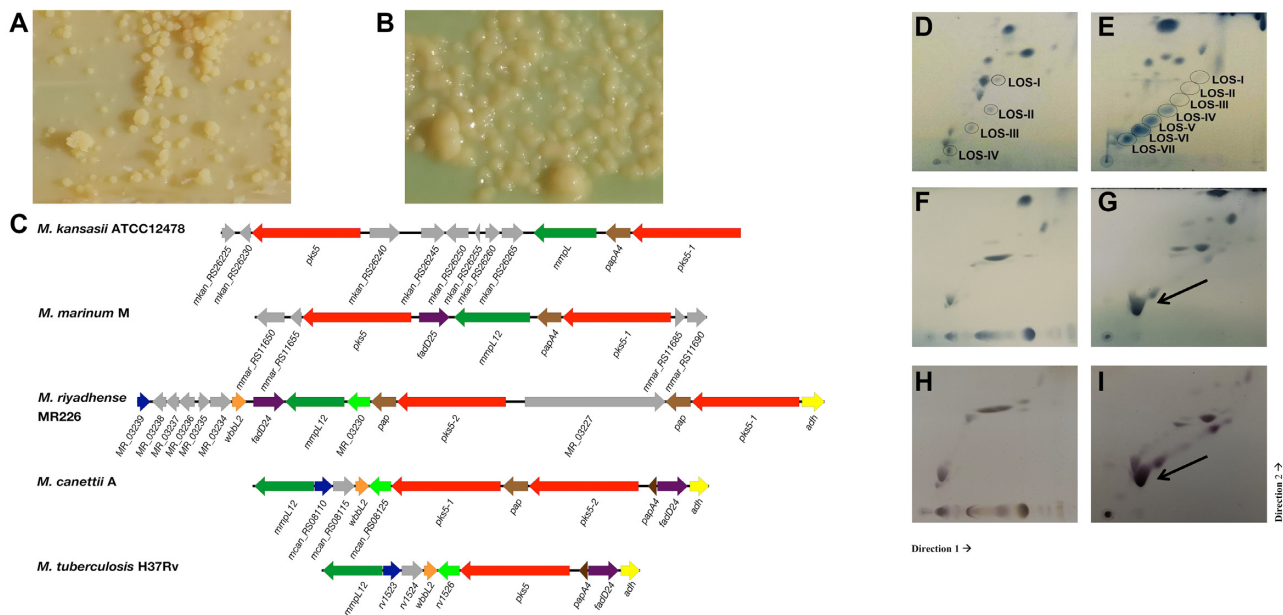 A
B
C
M. kansasii ATCC12478
mkan_RS26225
mkan_RS26230
pks5
mkan_RS26240
mkan_RS26245
mkan_RS26250
mkan_RS26255
mkan_RS26260
mkan_RS26265
mmpL
papA4
pks5-1
M. marinum M
mmar_RS11650
mmar_RS11655
pks5
fadD25
mmpL12
papA4
pks5-1
mmar_RS11685
mmar_RS11690
M. riyadhense
MR226
MR_03239
MR_03238
MR_03237
MR_03236
MR_03235
MR_03234
wbbL2
fadD24
mmpL12
MR_03230
pap
pks5-2
MR_03227
pap
pks5-1
adh
M. canettii A
mmpL12
mcan_RS08110
mcan_RS08115
wbbL2
mcan_RS08125
pks5-1
pap
pks5-2
papA4
fadD24
adh
M. tuberculosis H37Rv
mmpL12
rv1523
rv1524
wbbL2
rv1526
pks5
papA4
fadD24
adh
D
LOS-I
LOS-II
LOS-III
LOS-IV
E
LOS-I
LOS-II
LOS-III
LOS-IV
LOS-V
LOS-VI
LOS-VII
F
G
H
I
Direction 1 →
Direction 2 →